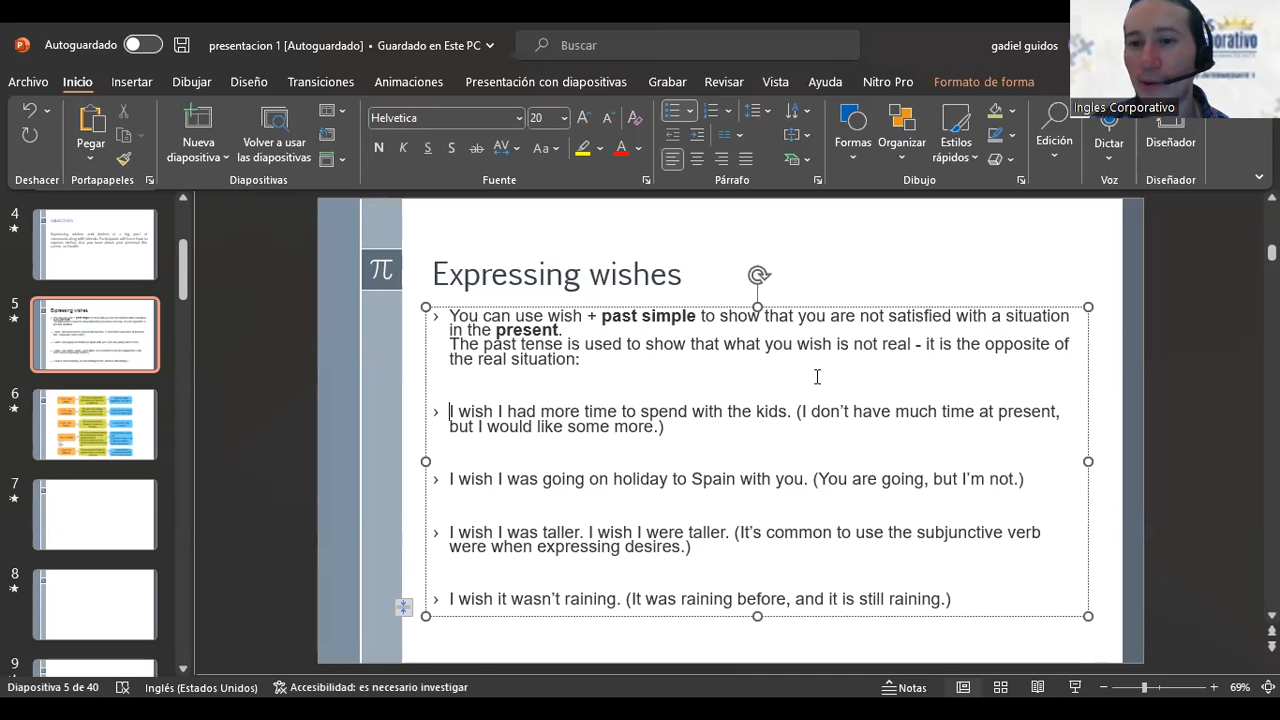 Autoguardado
presentacion 1 [Autoguardado] • Guardado en Este PC
Buscar
gadiel guidos
Archivo Inicio Insertar Dibujar Diseño Transiciones Animaciones Presentación con diapositivas Grabar Revisar Vista Ayuda Nitro Pro Formato de forma
Ingles Corporativo
Pegar
Nueva
diapositiva
Volver a usar
las diapositivas
Helvetica 20
N K S S ab AV Aa A
Formas Organizar Estilos
rápidos
Edición
Dictar
Diseñador
Deshacer Portapapeles Diapositivas Fuente Párrafo Dibujo Voz Diseñador
4
5
Expressing wishes
6
7
8
9
π
Expressing wishes
› You can use wish + past simple to show that you are not satisfied with a situation
in the present.
The past tense is used to show that what you wish is not real - it is the opposite of
the real situation:
› I wish I had more time to spend with the kids. (I don’t have much time at present,
but I would like some more.)
› I wish I was going on holiday to Spain with you. (You are going, but I’m not.)
› I wish I was taller. I wish I were taller. (It’s common to use the subjunctive verb
were when expressing desires.)
› I wish it wasn’t raining. (It was raining before, and it is still raining.)
Diapositiva 5 de 40
Inglés (Estados Unidos)
Accesibilidad: es necesario investigar
Notas
69%